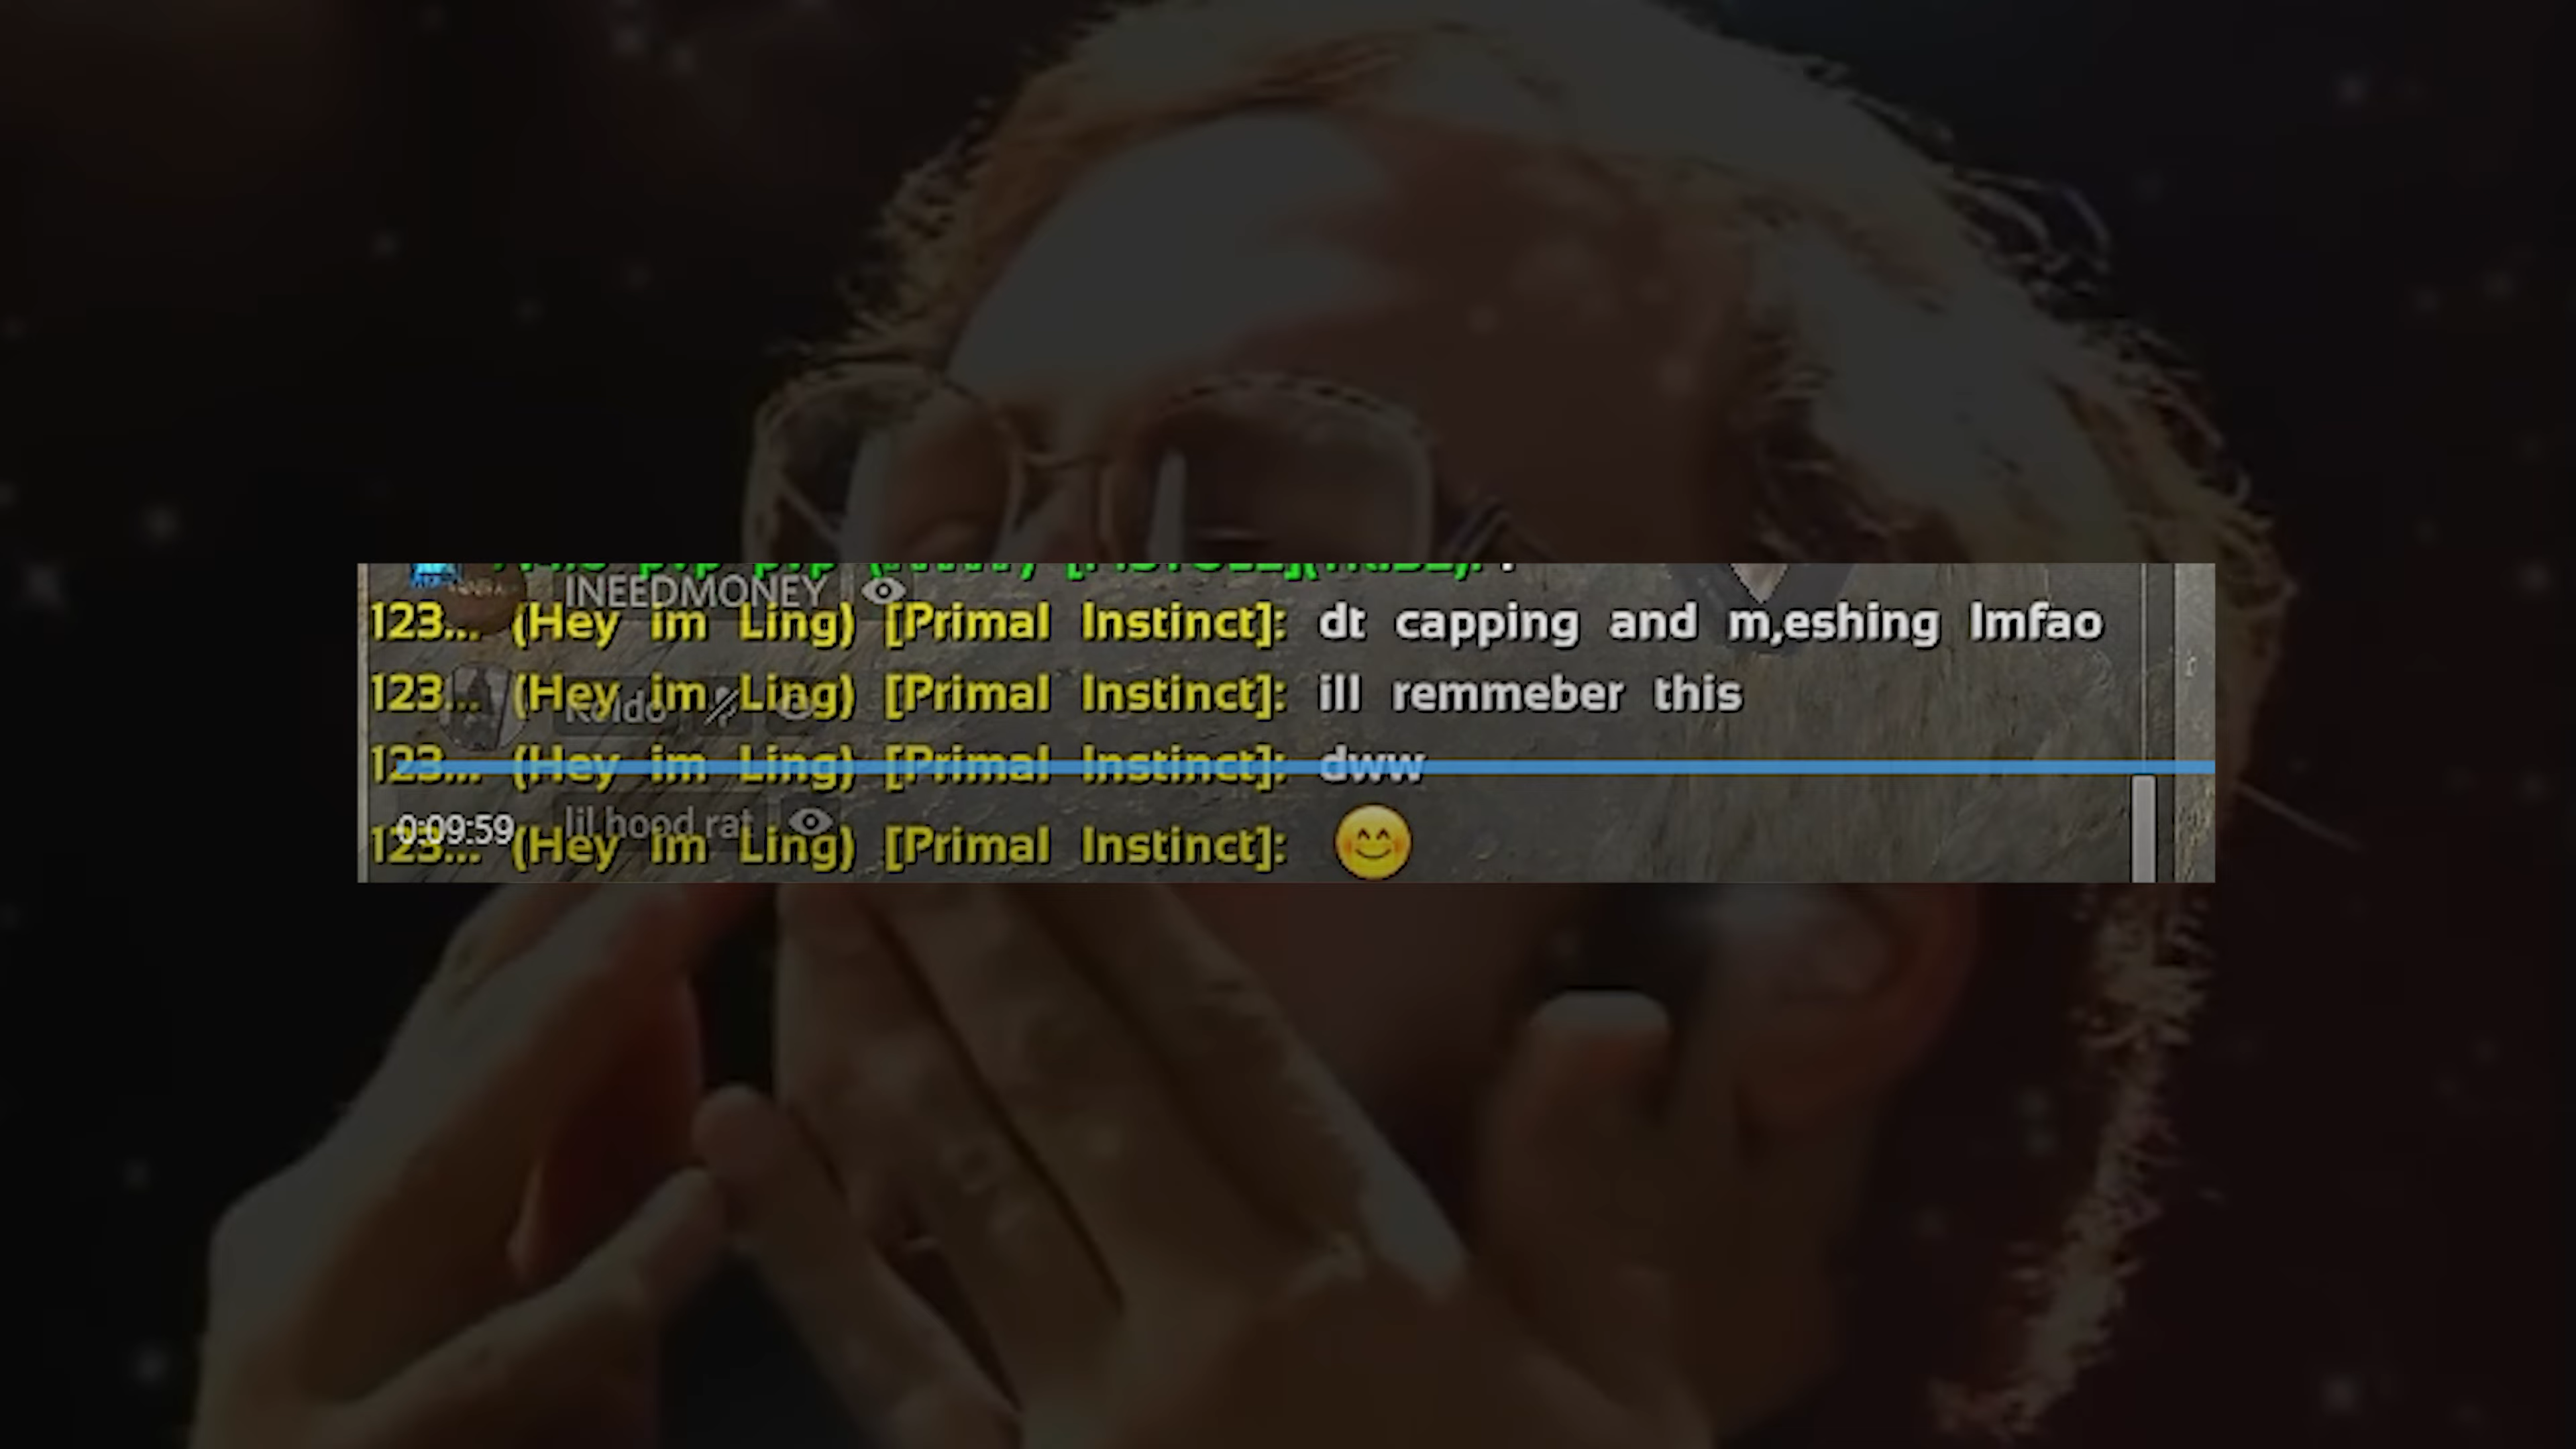 INEEDMONEY
123... (Hey im Ling) [Primal Instinct]: dt capping and m,eshing lmfao
123... (Hey im Ling) [Primal Instinct]: ill remmeber this
Koldo
123... (Hey im Ling) [Primal Instinct]: dww
lil hood rat
0:09:59
123... (Hey im Ling) [Primal Instinct]: 😊